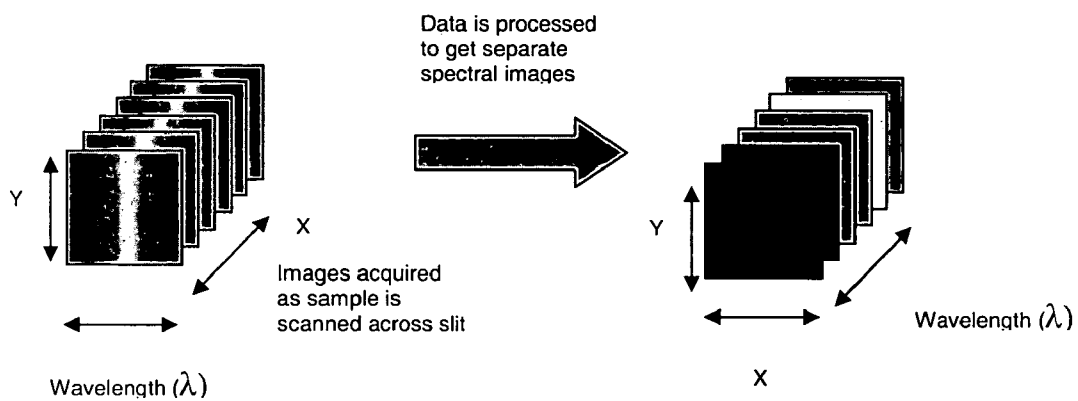 Data is processed
to get separate
spectral images
Y
X
Images acquired
as sample is
scanned across slit
Wavelength (λ)
Y
Wavelength (λ)
X